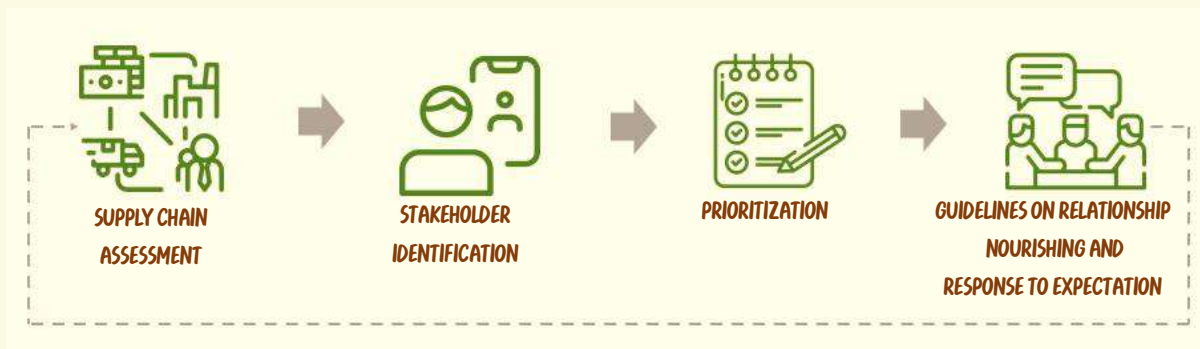 SUPPLY CHAIN
ASSESSMENT
STAKEHOLDER
IDENTIFICATION
PRIORITIZATION
GUIDELINES ON RELATIONSHIP
NOURISHING AND
RESPONSE TO EXPECTATION